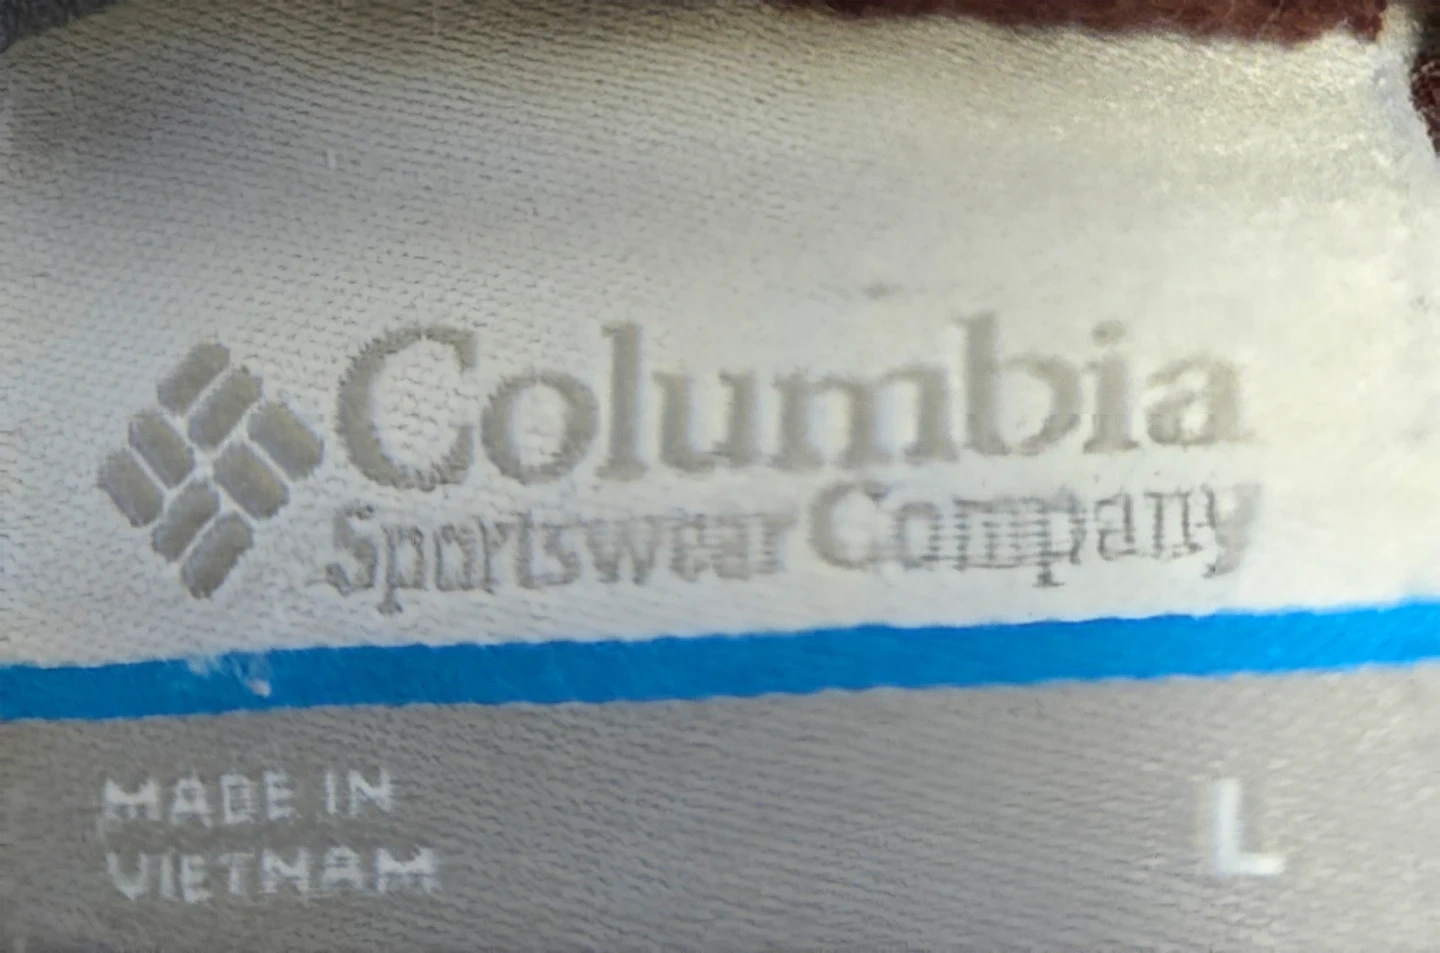 Columbia
Sportswear Company
MADE IN
VIETNAM
L